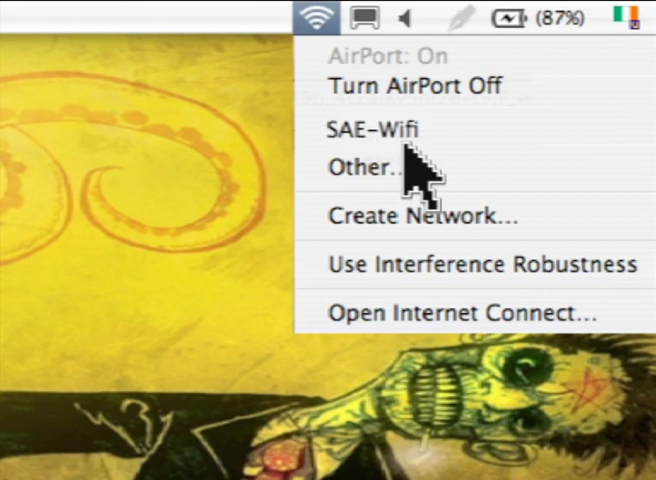 (87%)
AirPort: On
Turn AirPort Off
SAE-Wifi
Other...
Create Network...
Use Interference Robustness
Open Internet Connect...